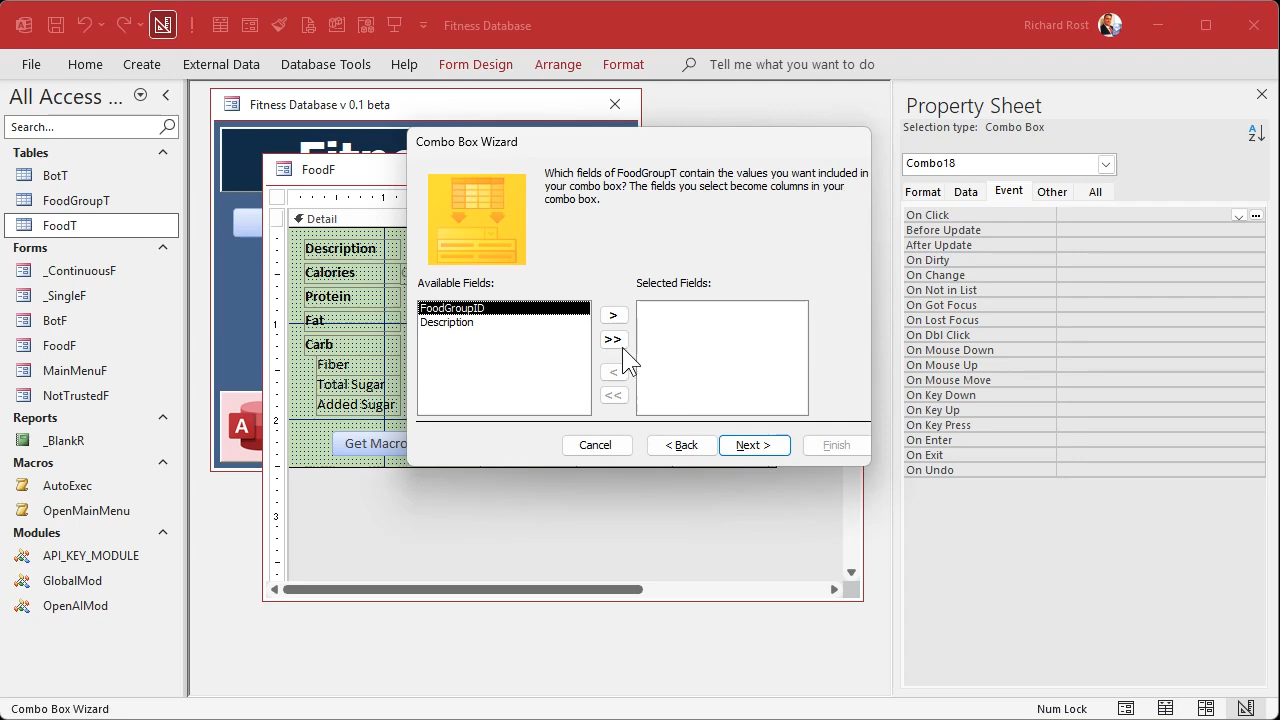 Fitness Database
Richard Rost
File
Home
Create
External Data
Database Tools
Help
Form Design
Arrange
Format
Tell me what you want to do
All Access ...
Search...
Tables
BotT
FoodGroupT
FoodT
Forms
_ContinuousF
_SingleF
BotF
FoodF
MainMenuF
NotTrustedF
Reports
_BlankR
Macros
AutoExec
OpenMainMenu
Modules
API_KEY_MODULE
GlobalMod
OpenAIMod
Fitness Database v 0.1 beta
FoodF
1
Detail
Description
Calories
Protein
Fat
Carb
Fiber
Total Sugar
Added Sugar
Get Macro
1
2
3
A
Combo Box Wizard
Which fields of FoodGroupT contain the values you want included in
your combo box? The fields you select become columns in your
combo box.
Available Fields:
Selected Fields:
FoodGroupID
Description
>
>>
<
<<
Cancel
< Back
Next >
Finish
Property Sheet
Selection type: Combo Box
Combo18
Format
Data
Event
Other
All
On Click
Before Update
After Update
On Dirty
On Change
On Not in List
On Got Focus
On Lost Focus
On Dbl Click
On Mouse Down
On Mouse Up
On Mouse Move
On Key Down
On Key Up
On Key Press
On Enter
On Exit
On Undo
Combo Box Wizard
Num Lock